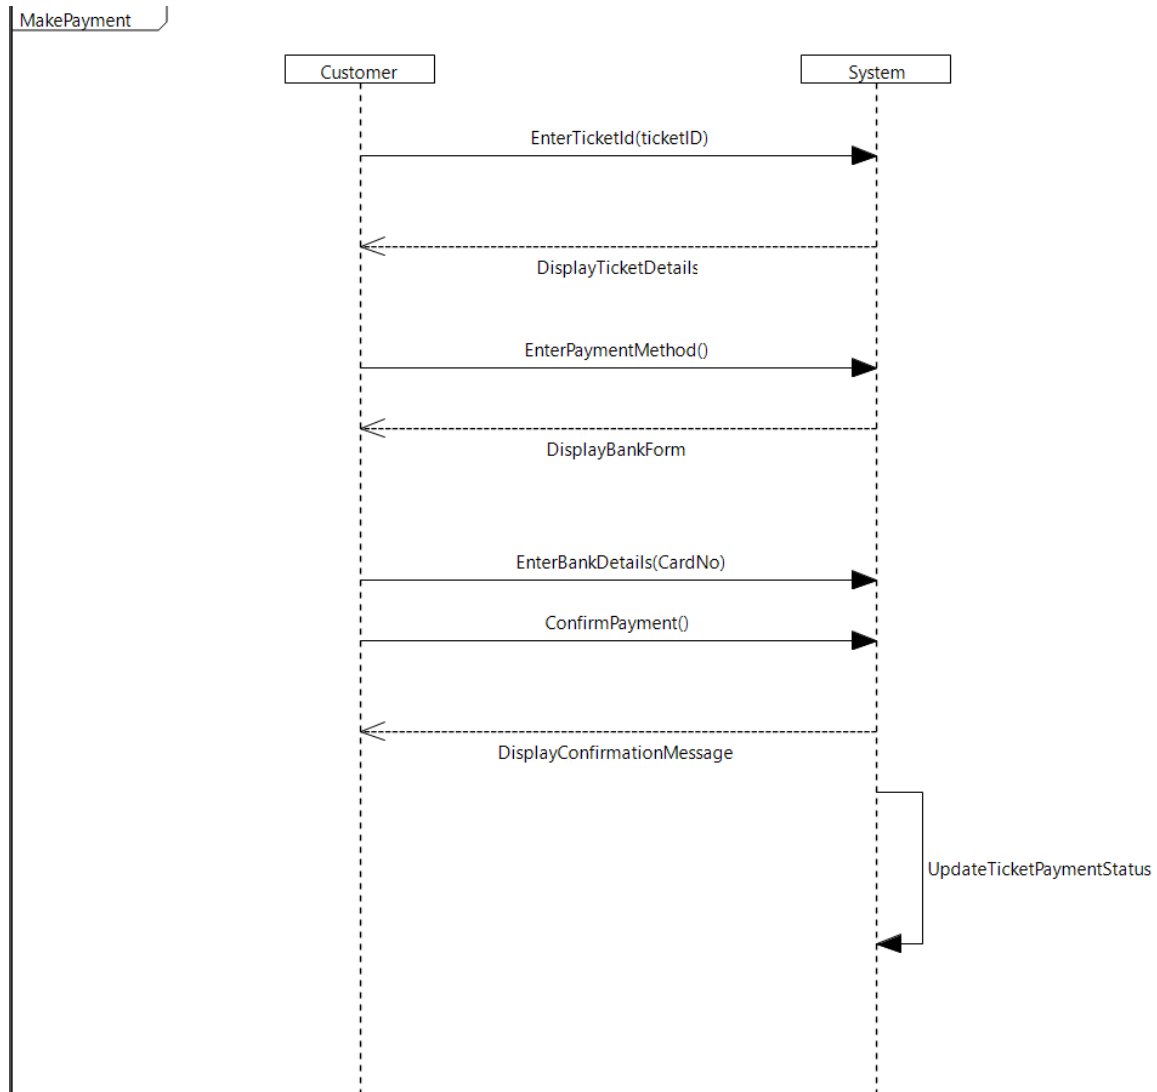 MakePayment
Customer
System
EnterTicketId(ticketID)
DisplayTicketDetails
EnterPaymentMethod()
DisplayBankForm
EnterBankDetails(CardNo)
ConfirmPayment()
DisplayConfirmationMessage
UpdateTicketPaymentStatus